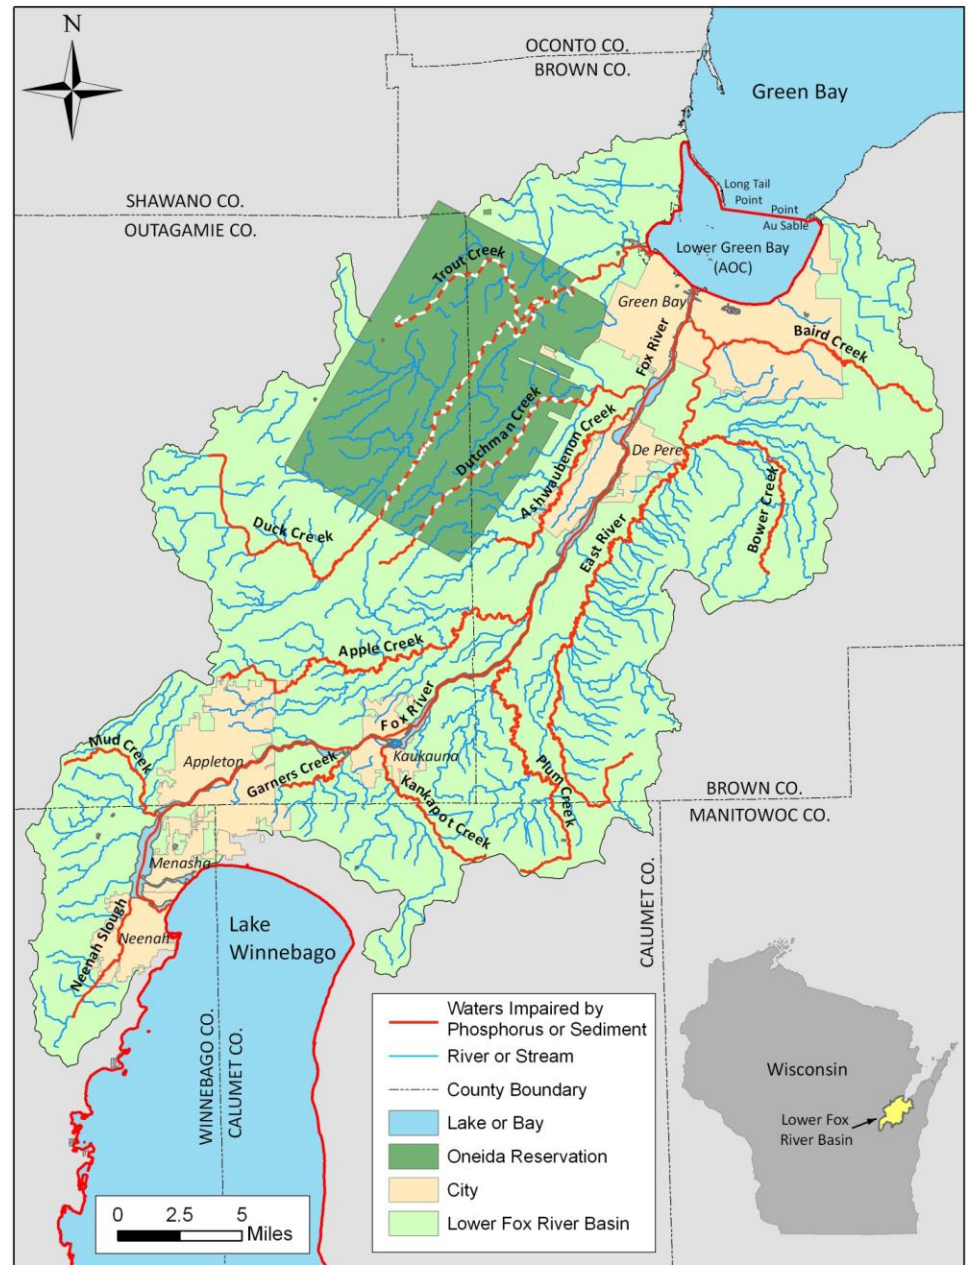 N
OCONTO CO.
BROWN CO.
Green Bay
SHAWANO CO.
OUTAGAMIE CO.
Long Tail
Point
Point
Au Sable
Lower Green Bay
(AOC)
Trout Creek
Green Bay
Fox River
Baird Creek
Dutchman Creek
Ashwaubenon Creek
De Pere
Duck Creek
East River
Bower Creek
Apple Creek
Fox River
Mud Creek
Appleton
Garners Creek
Kaukauna
Kankapot Creek
Plum Creek
BROWN CO.
MANITOWOC CO.
Menasha
Neenah Slough
Neenah
Lake
Winnebago
CALUMET CO.
WINNEBAGO CO.
CALUMET CO.
Waters Impaired by
Phosphorus or Sediment
River or Stream
County Boundary
Lake or Bay
Oneida Reservation
City
Lower Fox River Basin
0 2.5 5
Miles
Wisconsin
Lower Fox
River Basin